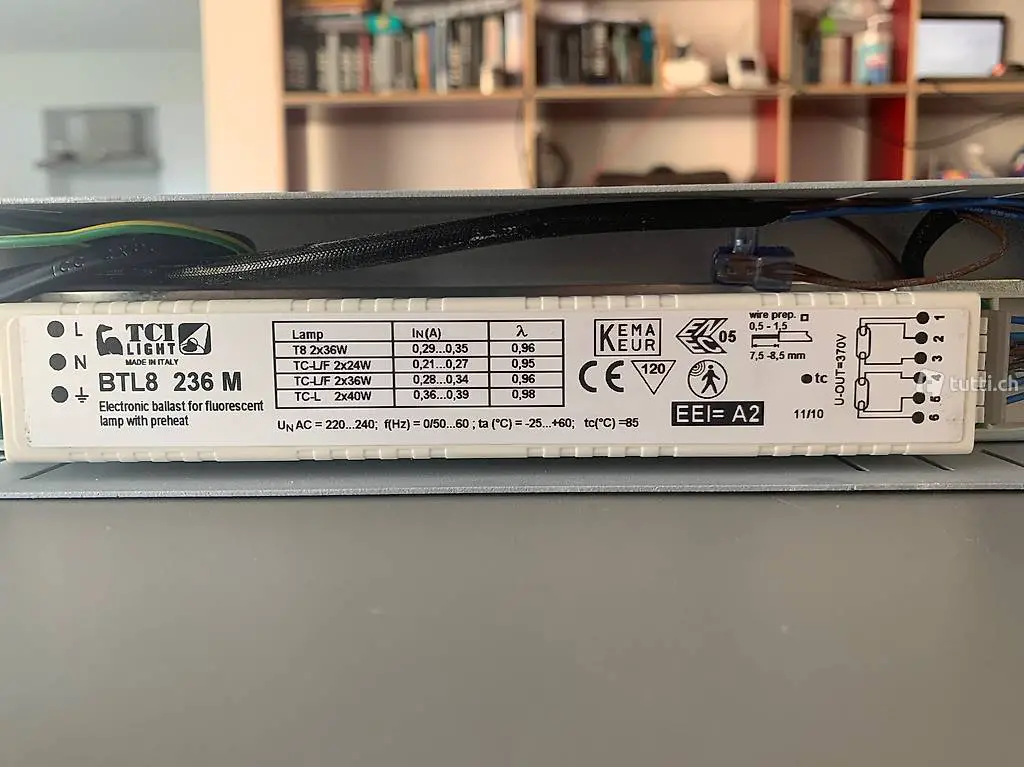 L
N
TCI
LIGHT
MADE IN ITALY
BTL8 236 M
Electronic ballast for fluorescent
lamp with preheat
Lamp IN(A) λ
T8 2x36W 0,29...0,35 0,96
TC-L/F 2x24W 0,21...0,27 0,95
TC-L/F 2x36W 0,28...0,34 0,96
TC-L 2x40W 0,36...0,39 0,98
UN AC = 220...240; f(Hz) = 0/50...60 ; ta (°C) = -25...+60; tc(°C) =85
KEMA
KEUR
ENEC 05
CE
120
EEI= A2
wire prep.
0,5 - 1,5
7,5 -8,5 mm
tc
11/10
U-OUT=370V
1
2
3
5
6
tutti.ch